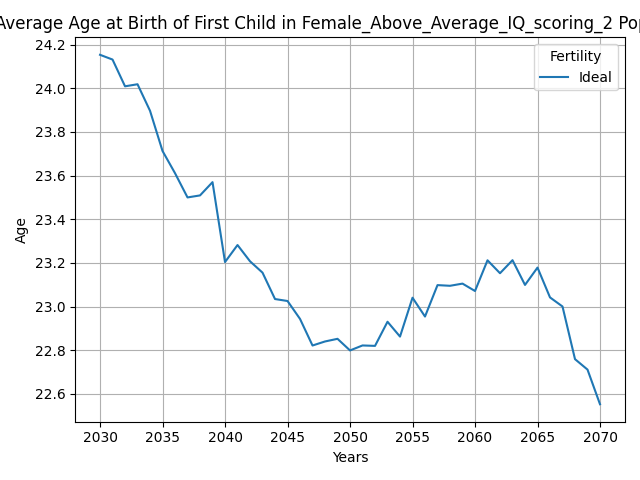 Average Age at Birth of First Child in Female_Above_Average_IQ_scoring_2
Fertility
Ideal
24.2
24.0
23.8
23.6
23.4
23.2
23.0
22.8
22.6
Age
2030 2035 2040 2045 2050 2055 2060 2065 2070
Years